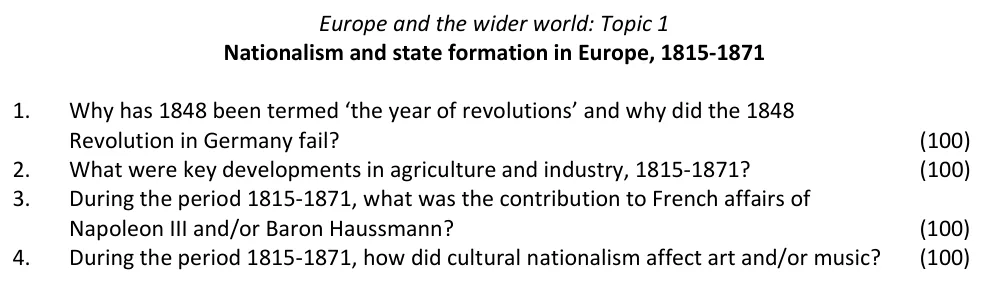 Europe and the wider world: Topic 1
Nationalism and state formation in Europe, 1815-1871
1. Why has 1848 been termed ‘the year of revolutions’ and why did the 1848
Revolution in Germany fail? (100)
2. What were key developments in agriculture and industry, 1815-1871? (100)
3. During the period 1815-1871, what was the contribution to French affairs of
Napoleon III and/or Baron Haussmann? (100)
4. During the period 1815-1871, how did cultural nationalism affect art and/or music? (100)